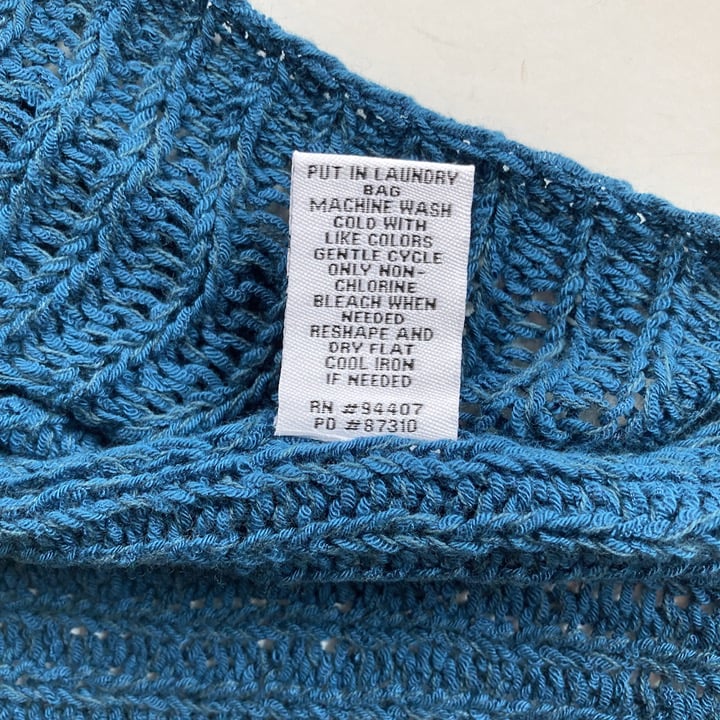 PUT IN LAUNDRY
BAG
MACHINE WASH
COLD WITH
LIKE COLORS
GENTLE CYCLE
ONLY NON-
CHLORINE
BLEACH WHEN
NEEDED
RESHAPE AND
DRY FLAT
COOL IRON
IF NEEDED
RN #94407
PO #87310